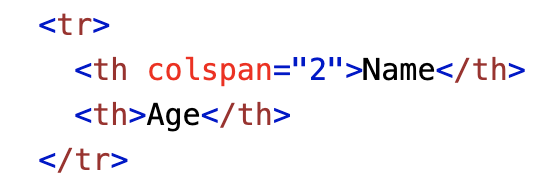 <tr>
<th colspan="2">Name</th>
<th>Age</th>
</tr>